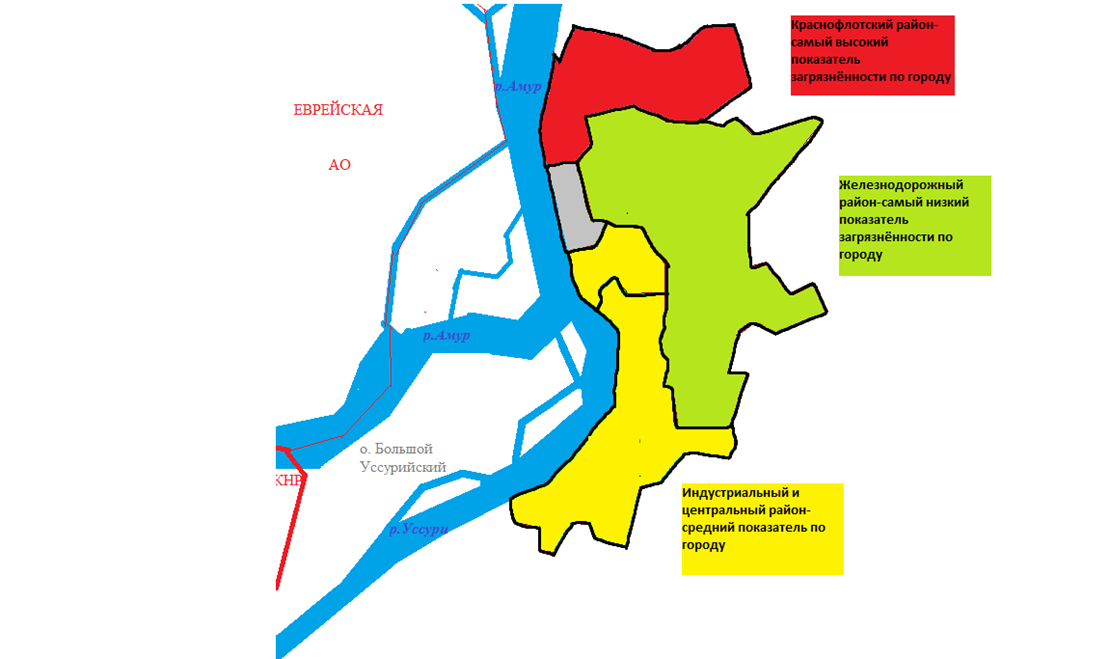 Краснофлотский район-
самый высокий
показатель
загрязнённости по городу
р.Амур
ЕВРЕЙСКАЯ
АО
Железнодорожный
район-самый низкий
показатель
загрязнённости по
городу
р.Амур
о. Большой
Уссурийский
КНР
Индустриальный и
центральный район-
средний показатель по
городу
р.Уссури